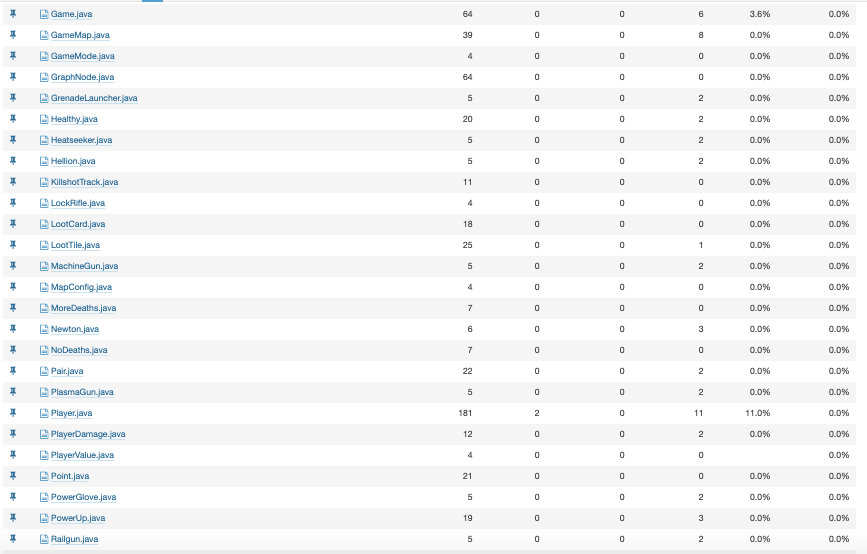 Game.java 64 0 0 6 3.6% 0.0%
GameMap.java 39 0 0 8 0.0% 0.0%
GameMode.java 4 0 0 0 0.0% 0.0%
GraphNode.java 64 0 0 0 0.0% 0.0%
GrenadeLauncher.java 5 0 0 2 0.0% 0.0%
Healthy.java 20 0 0 2 0.0% 0.0%
Heatseeker.java 5 0 0 2 0.0% 0.0%
Hellion.java 5 0 0 2 0.0% 0.0%
KillshotTrack.java 11 0 0 0 0.0% 0.0%
LockRifle.java 4 0 0 0 0.0% 0.0%
LootCard.java 18 0 0 0 0.0% 0.0%
LootTile.java 25 0 0 1 0.0% 0.0%
MachineGun.java 5 0 0 2 0.0% 0.0%
MapConfig.java 4 0 0 0 0.0% 0.0%
MoreDeaths.java 7 0 0 0 0.0% 0.0%
Newton.java 6 0 0 3 0.0% 0.0%
NoDeaths.java 7 0 0 0 0.0% 0.0%
Pair.java 22 0 0 2 0.0% 0.0%
PlasmaGun.java 5 0 0 2 0.0% 0.0%
Player.java 181 2 0 11 11.0% 0.0%
PlayerDamage.java 12 0 0 2 0.0% 0.0%
PlayerValue.java 4 0 0 0 0.0% 0.0%
Point.java 21 0 0 0 0.0% 0.0%
PowerGlove.java 5 0 0 2 0.0% 0.0%
PowerUp.java 19 0 0 3 0.0% 0.0%
Railgun.java 5 0 0 2 0.0% 0.0%